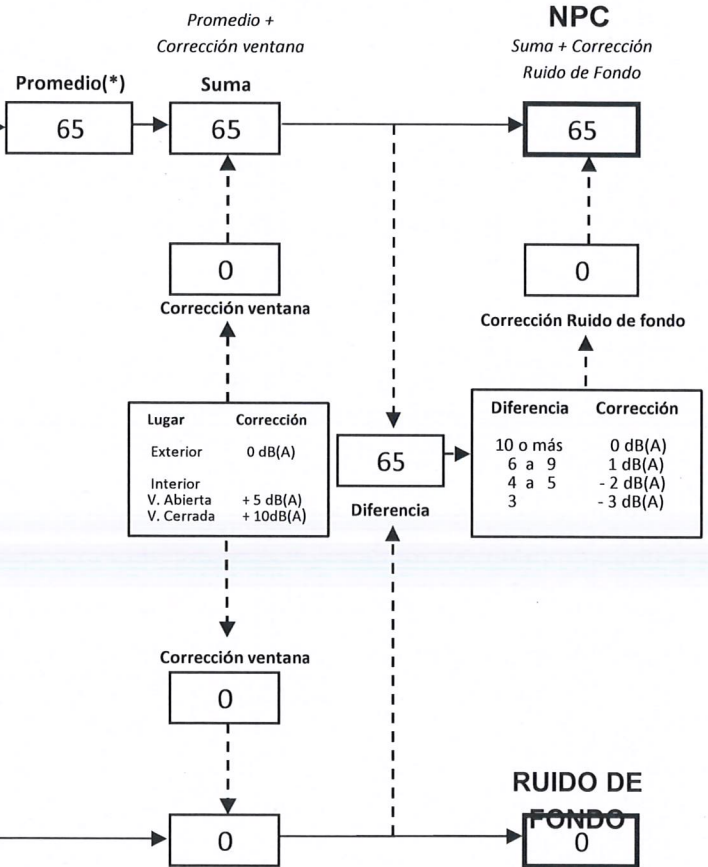 Promedio +
Corrección ventana
NPC
Suma + Corrección
Ruido de Fondo
Promedio(*)
Suma
65
65
65
0
0
Corrección ventana
Corrección Ruido de fondo
Lugar Corrección
Exterior 0 dB(A)
Interior
V. Abierta + 5 dB(A)
V. Cerrada + 10dB(A)
65
Diferencia
Diferencia Corrección
10 o más 0 dB(A)
6 a 9 1 dB(A)
4 a 5 - 2 dB(A)
3 - 3 dB(A)
Corrección ventana
0
RUIDO DE
FONDO
0
0